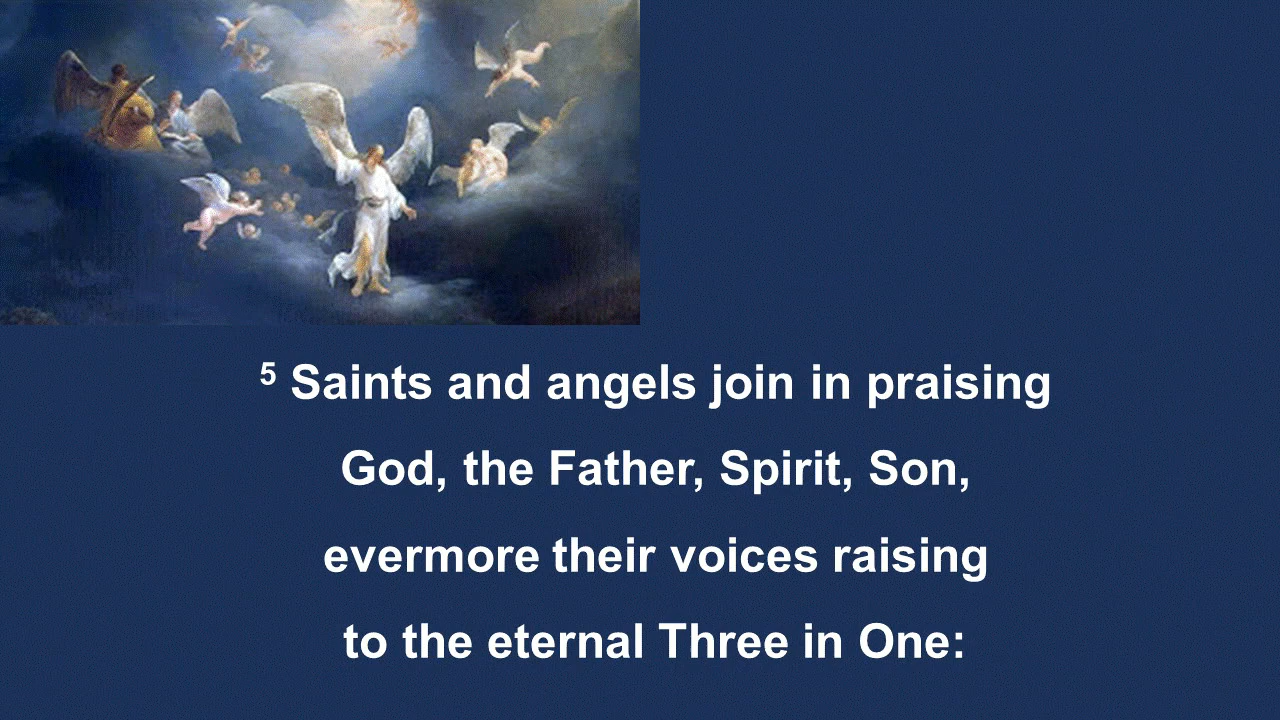 ⁵ Saints and angels join in praising
God, the Father, Spirit, Son,
evermore their voices raising
to the eternal Three in One: